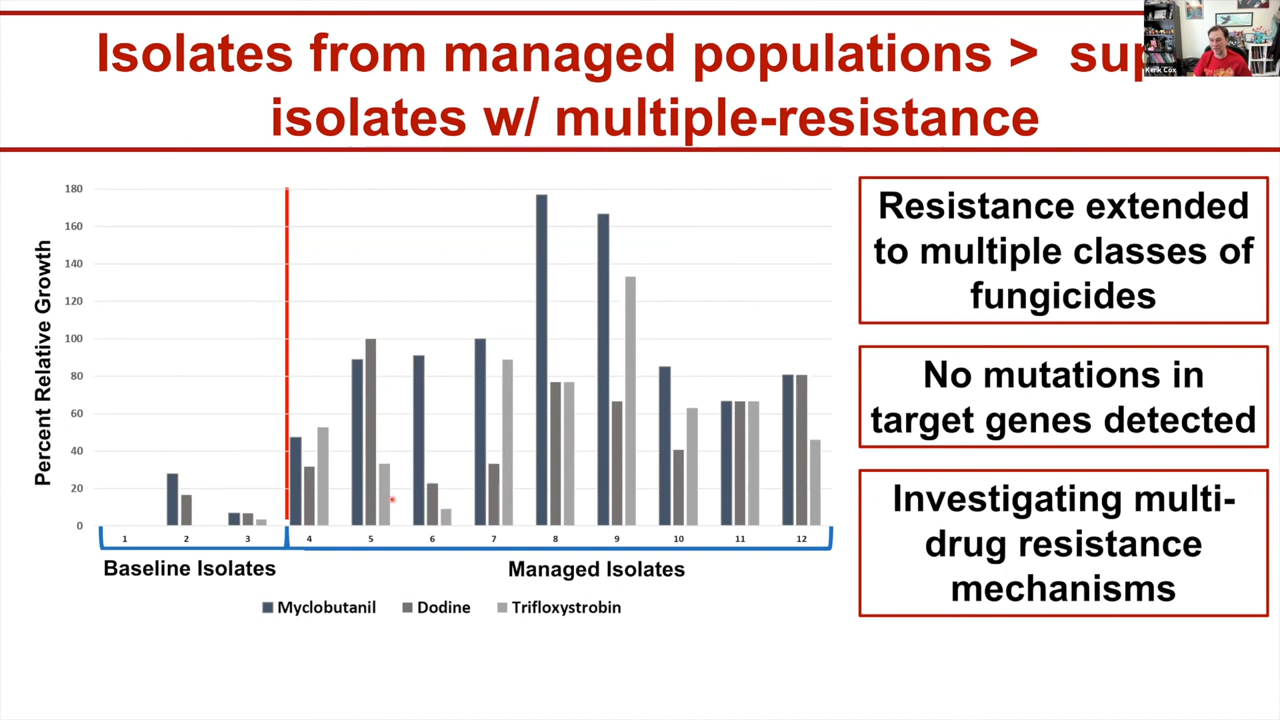 Isolates from managed populations >
isolates w/ multiple-resistance
Kerk Cox
Percent Relative Growth
180
160
140
120
100
80
60
40
20
0
1 2 3 4 5 6 7 8 9 10 11 12
Baseline Isolates
Managed Isolates
Myclobutanil Dodine Trifloxystrobin
Resistance extended
to multiple classes of
fungicides
No mutations in
target genes detected
Investigating multi-
drug resistance
mechanisms